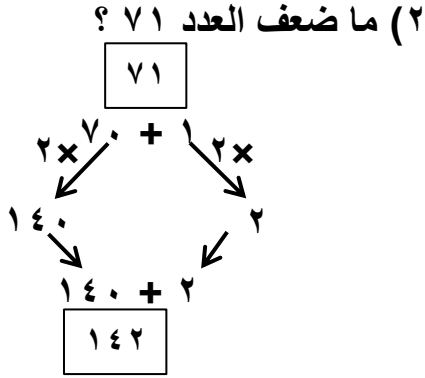 ٢) ما ضعف العدد ٧١ ؟
٧١
٧٠ + ١
×٢ ×٢
١٤٠ ٢
١٤٠ + ٢
١٤٢